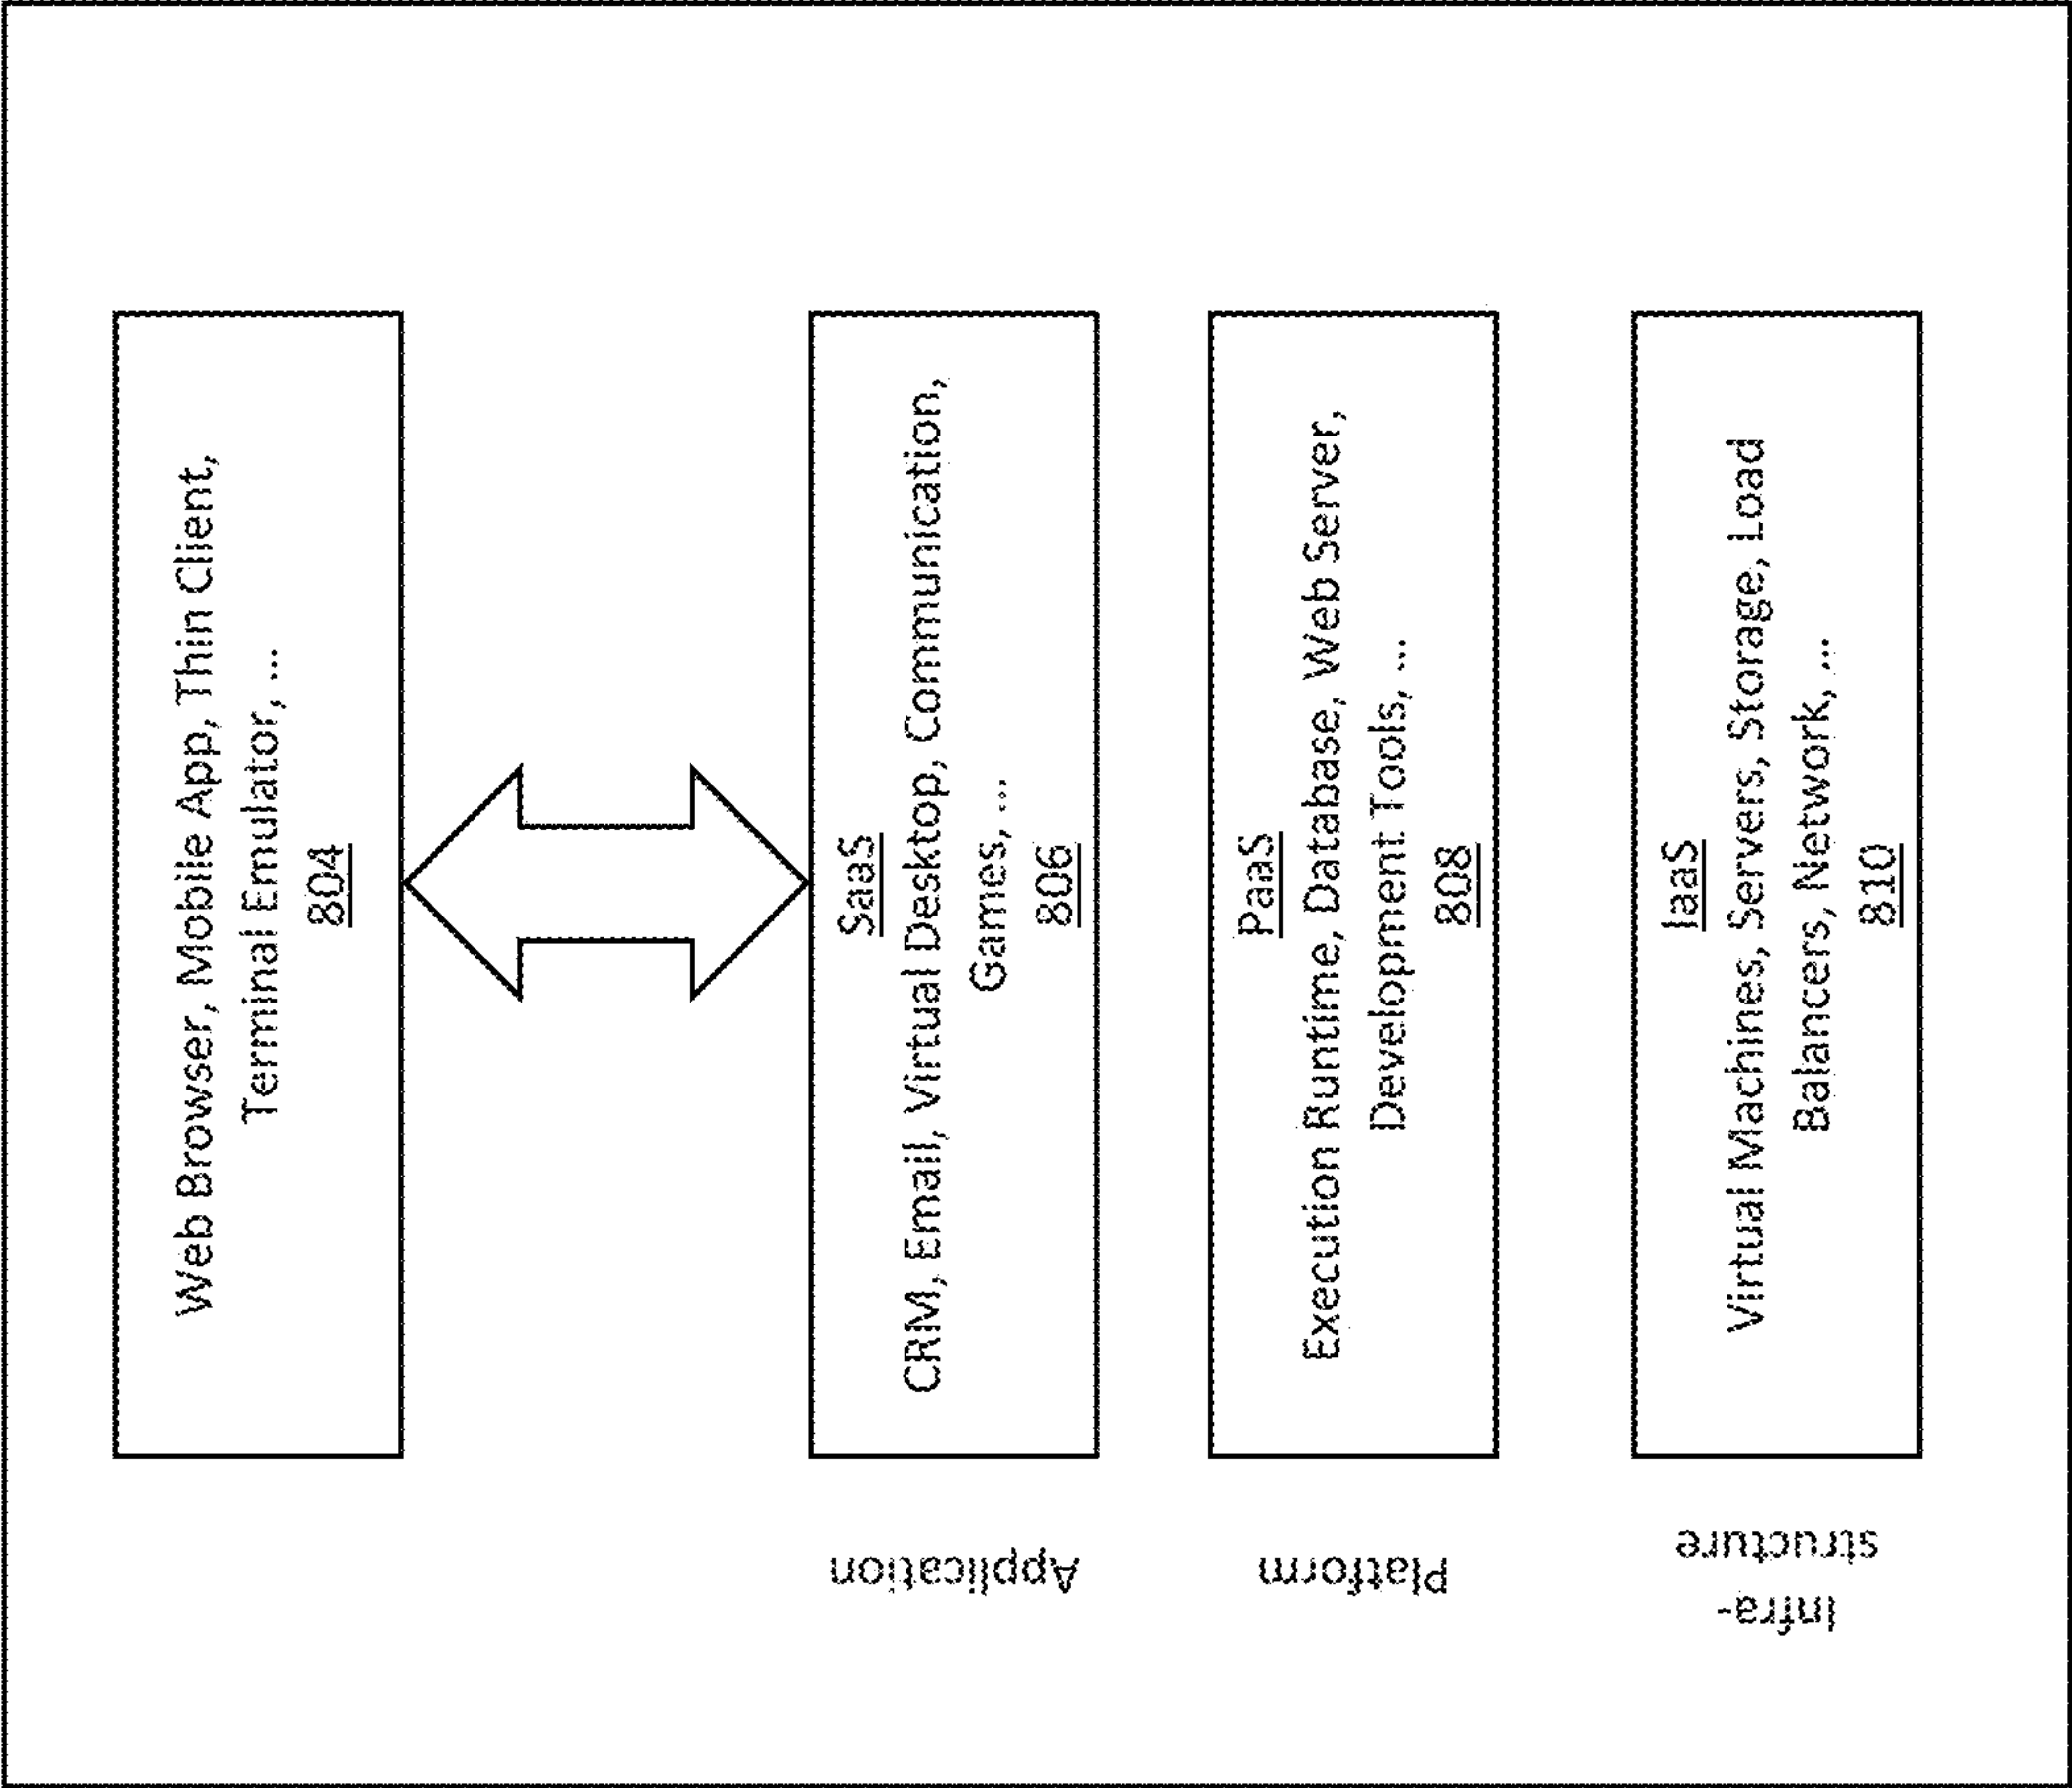 Web Browser, Mobile App, Thin Client,
Terminal Emulator, ...
804
SaaS
CRM, Email, Virtual Desktop, Communication,
Games, ...
806
Application
PaaS
Execution Runtime, Database, Web Server,
Development Tools, ...
808
Platform
IaaS
Virtual Machines, Servers, Storage, Load
Balancers, Network, ...
810
Infra-
structure